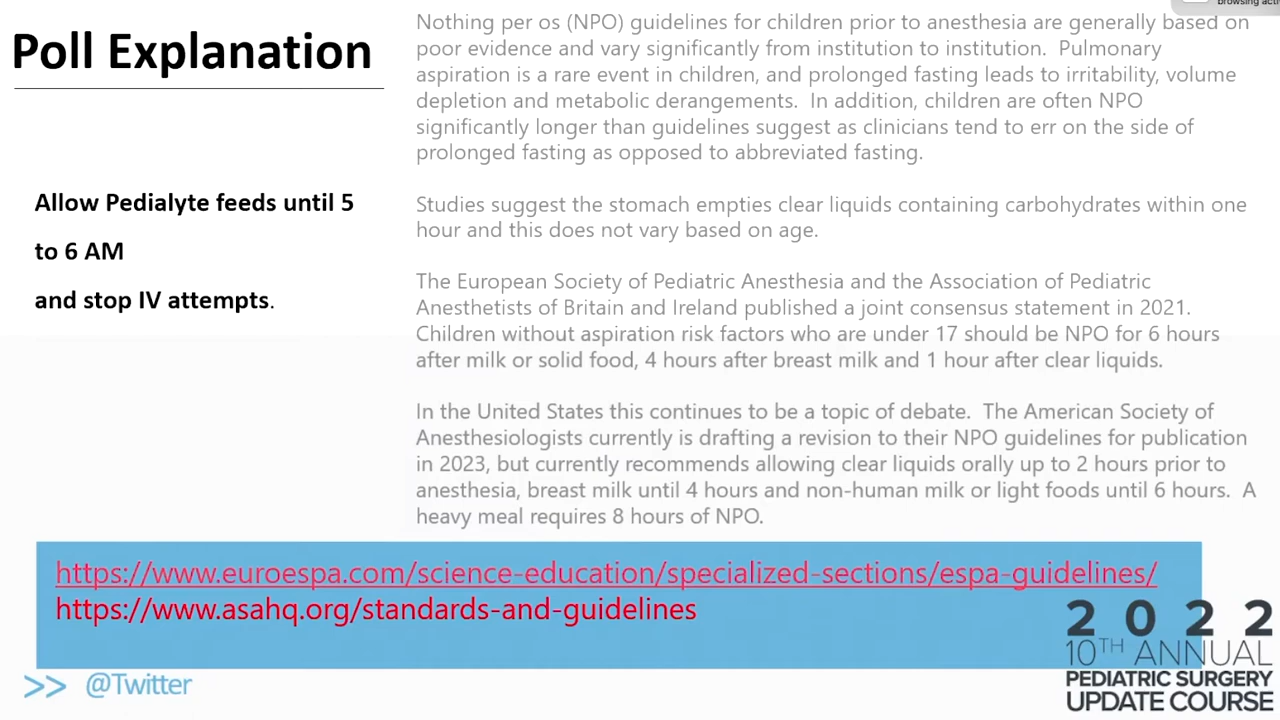 browsing acti
Poll Explanation
Allow Pedialyte feeds until 5
to 6 AM
and stop IV attempts.
Nothing per os (NPO) guidelines for children prior to anesthesia are generally based on
poor evidence and vary significantly from institution to institution.  Pulmonary
aspiration is a rare event in children, and prolonged fasting leads to irritability, volume
depletion and metabolic derangements.  In addition, children are often NPO
significantly longer than guidelines suggest as clinicians tend to err on the side of
prolonged fasting as opposed to abbreviated fasting.
Studies suggest the stomach empties clear liquids containing carbohydrates within one
hour and this does not vary based on age.
The European Society of Pediatric Anesthesia and the Association of Pediatric
Anesthetists of Britain and Ireland published a joint consensus statement in 2021.
Children without aspiration risk factors who are under 17 should be NPO for 6 hours
after milk or solid food, 4 hours after breast milk and 1 hour after clear liquids.
In the United States this continues to be a topic of debate.  The American Society of
Anesthesiologists currently is drafting a revision to their NPO guidelines for publication
in 2023, but currently recommends allowing clear liquids orally up to 2 hours prior to
anesthesia, breast milk until 4 hours and non-human milk or light foods until 6 hours.  A
heavy meal requires 8 hours of NPO.
https://www.euroespa.com/science-education/specialized-sections/espa-guidelines/
https://www.asahq.org/standards-and-guidelines
>> @Twitter
2022
10TH ANNUAL
PEDIATRIC SURGERY
UPDATE COURSE